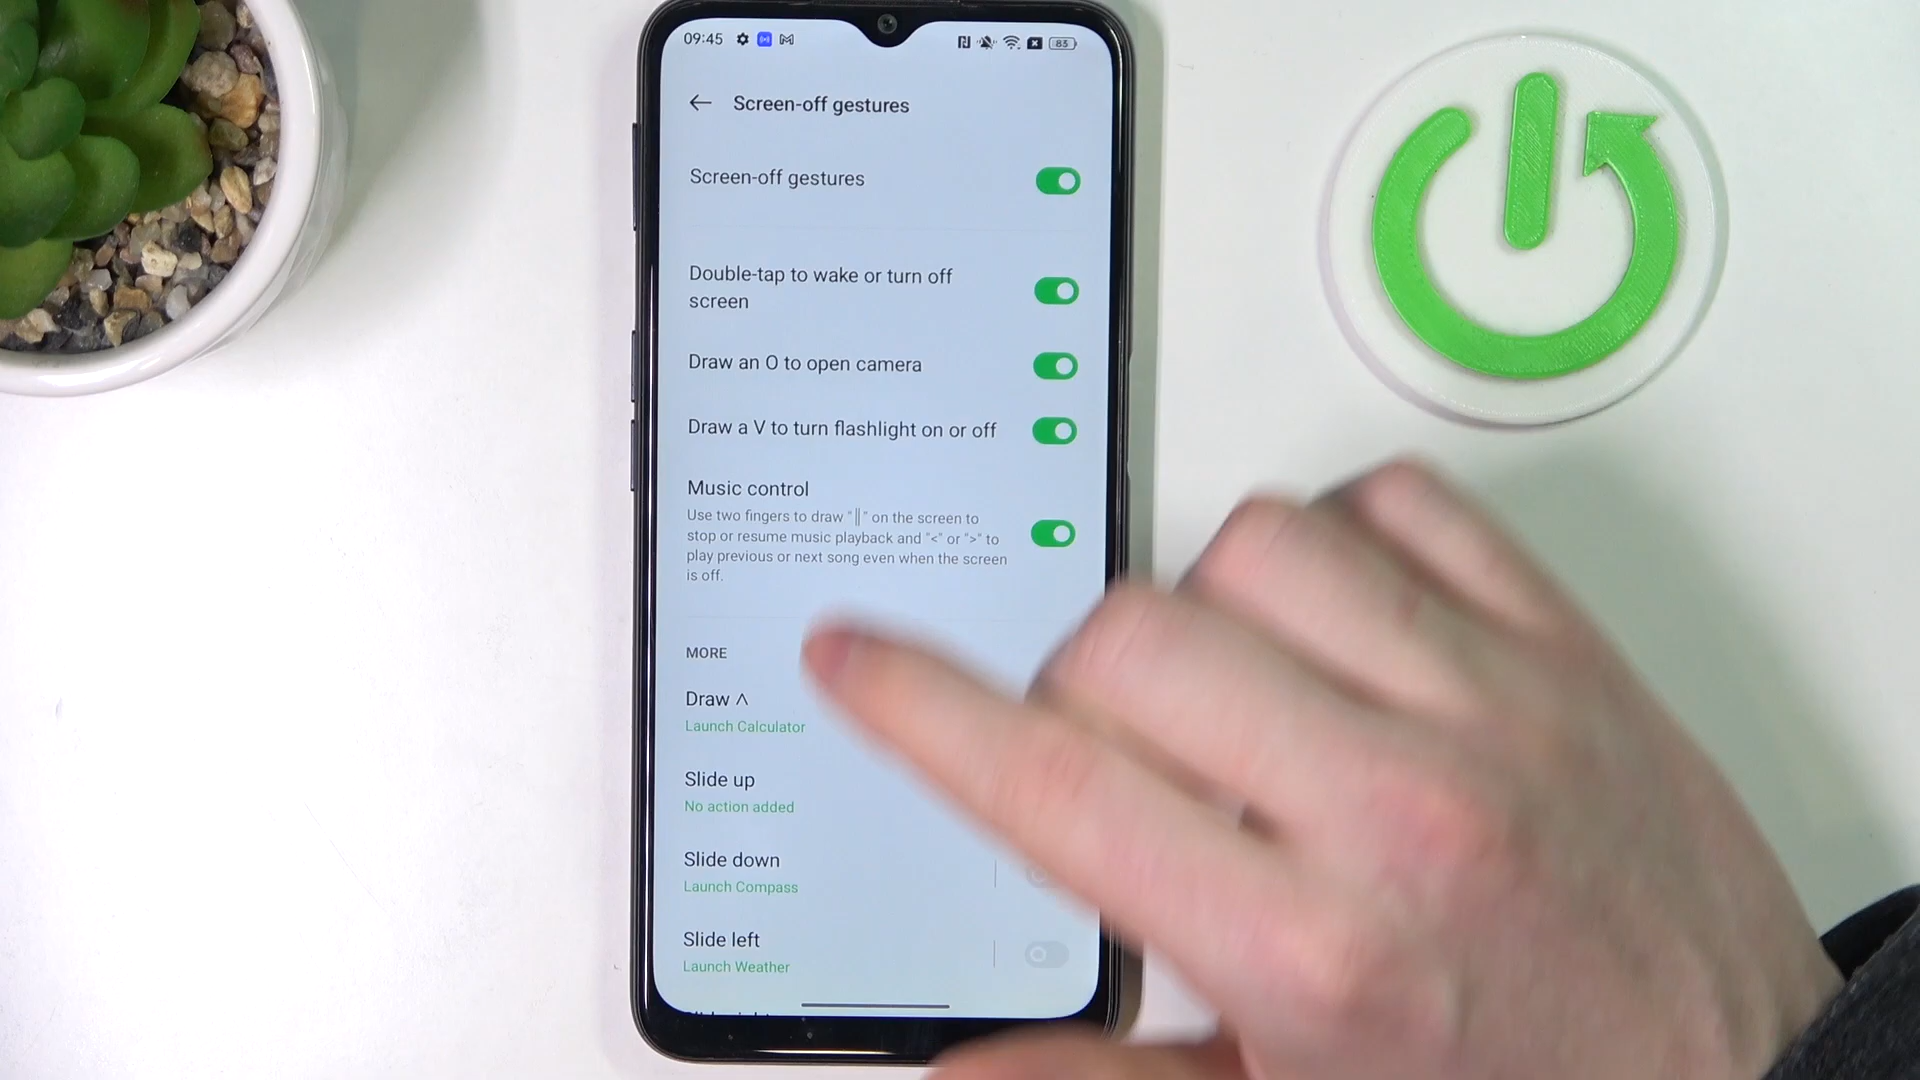 09:45
83
Screen-off gestures
Screen-off gestures
Double-tap to wake or turn off
screen
Draw an O to open camera
Draw a V to turn flashlight on or off
Music control
Use two fingers to draw "||" on the screen to
stop or resume music playback and "<" or ">" to
play previous or next song even when the screen
is off.
MORE
Draw ^
Launch Calculator
Slide up
No action added
Slide down
Launch Compass
Slide left
Launch Weather